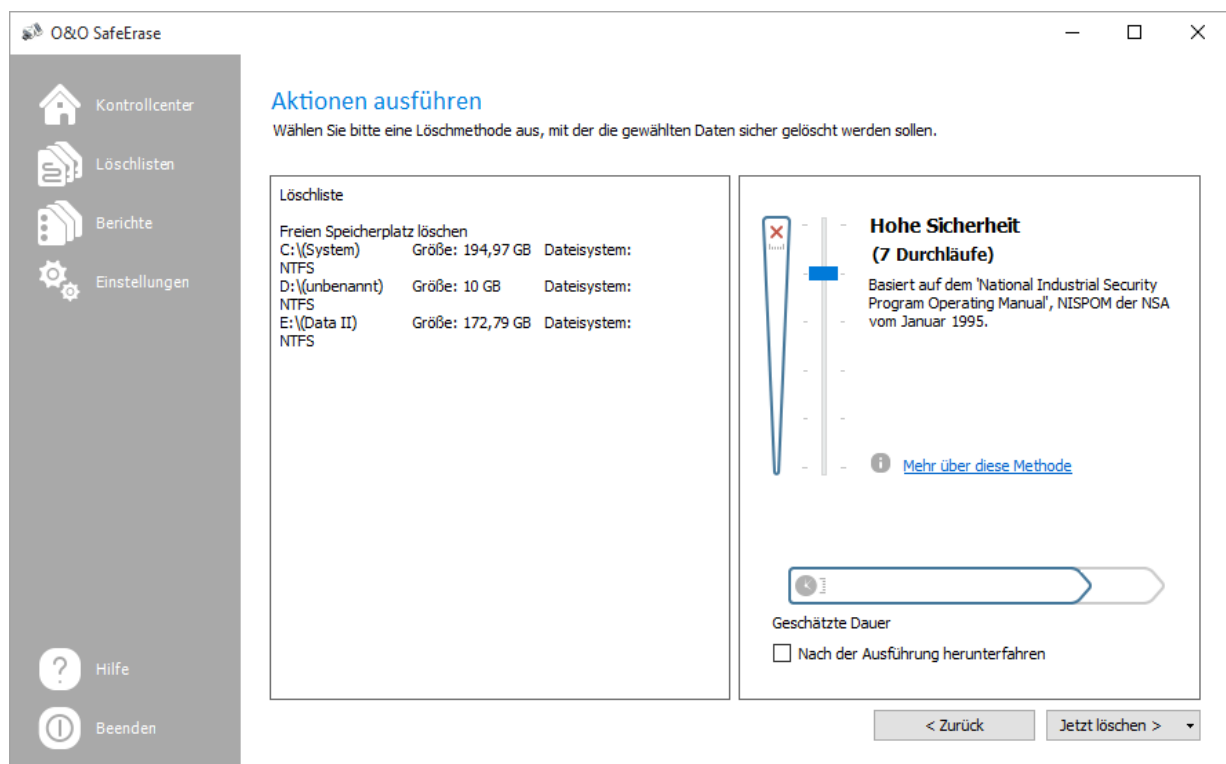 O&O SafeErase
Kontrollcenter
Löschlisten
Berichte
Einstellungen
Hilfe
Beenden
Aktionen ausführen
Wählen Sie bitte eine Löschmethode aus, mit der die gewählten Daten sicher gelöscht werden sollen.
Löschliste
Freien Speicherplatz löschen
C:\(System) Größe: 194,97 GB Dateisystem:
NTFS
D:\(unbenannt) Größe: 10 GB Dateisystem:
NTFS
E:\(Data II) Größe: 172,79 GB Dateisystem:
NTFS
Hohe Sicherheit
(7 Durchläufe)
Basiert auf dem 'National Industrial Security
Program Operating Manual', NISPOM der NSA
vom Januar 1995.
Mehr über diese Methode
Geschätzte Dauer
Nach der Ausführung herunterfahren
< Zurück
Jetzt löschen >